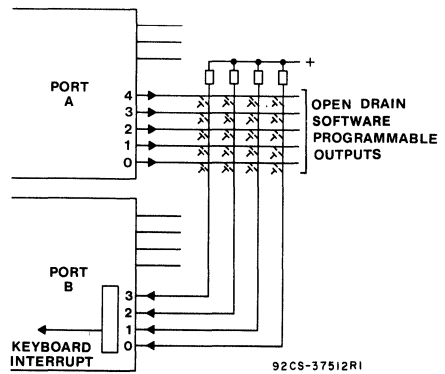 PORT
A
4
3
2
1
0
+
OPEN DRAIN
SOFTWARE
PROGRAMMABLE
OUTPUTS
PORT
B
3
2
1
0
KEYBOARD
INTERRUPT
92CS-37512R1